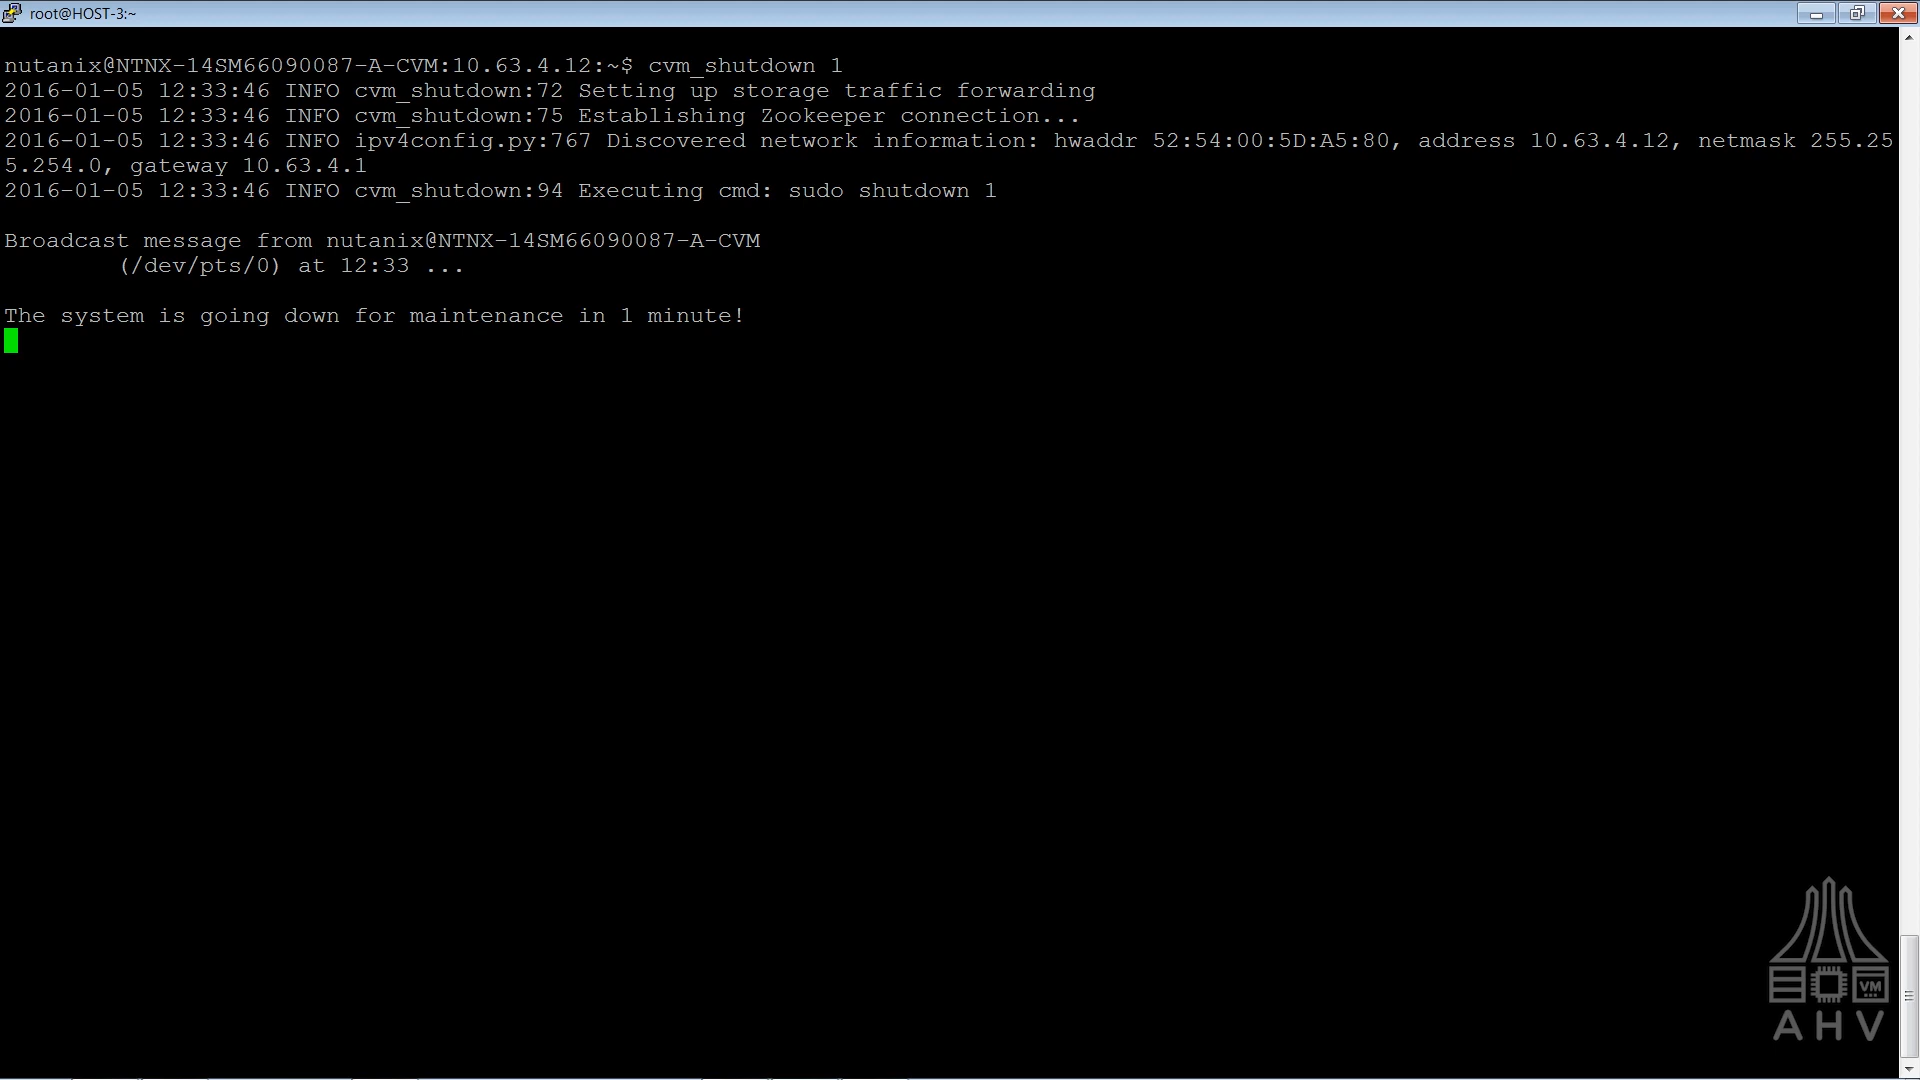 root@HOST-3:~
nutanix@NTNX-14SM66090087-A-CVM:10.63.4.12:~$ cvm_shutdown 1
2016-01-05 12:33:46 INFO cvm_shutdown:72 Setting up storage traffic forwarding
2016-01-05 12:33:46 INFO cvm_shutdown:75 Establishing Zookeeper connection...
2016-01-05 12:33:46 INFO ipv4config.py:767 Discovered network information: hwaddr 52:54:00:5D:A5:80, address 10.63.4.12, netmask 255.25
5.254.0, gateway 10.63.4.1
2016-01-05 12:33:46 INFO cvm_shutdown:94 Executing cmd: sudo shutdown 1
Broadcast message from nutanix@NTNX-14SM66090087-A-CVM
(/dev/pts/0) at 12:33 ...
The system is going down for maintenance in 1 minute!
VM
AHV